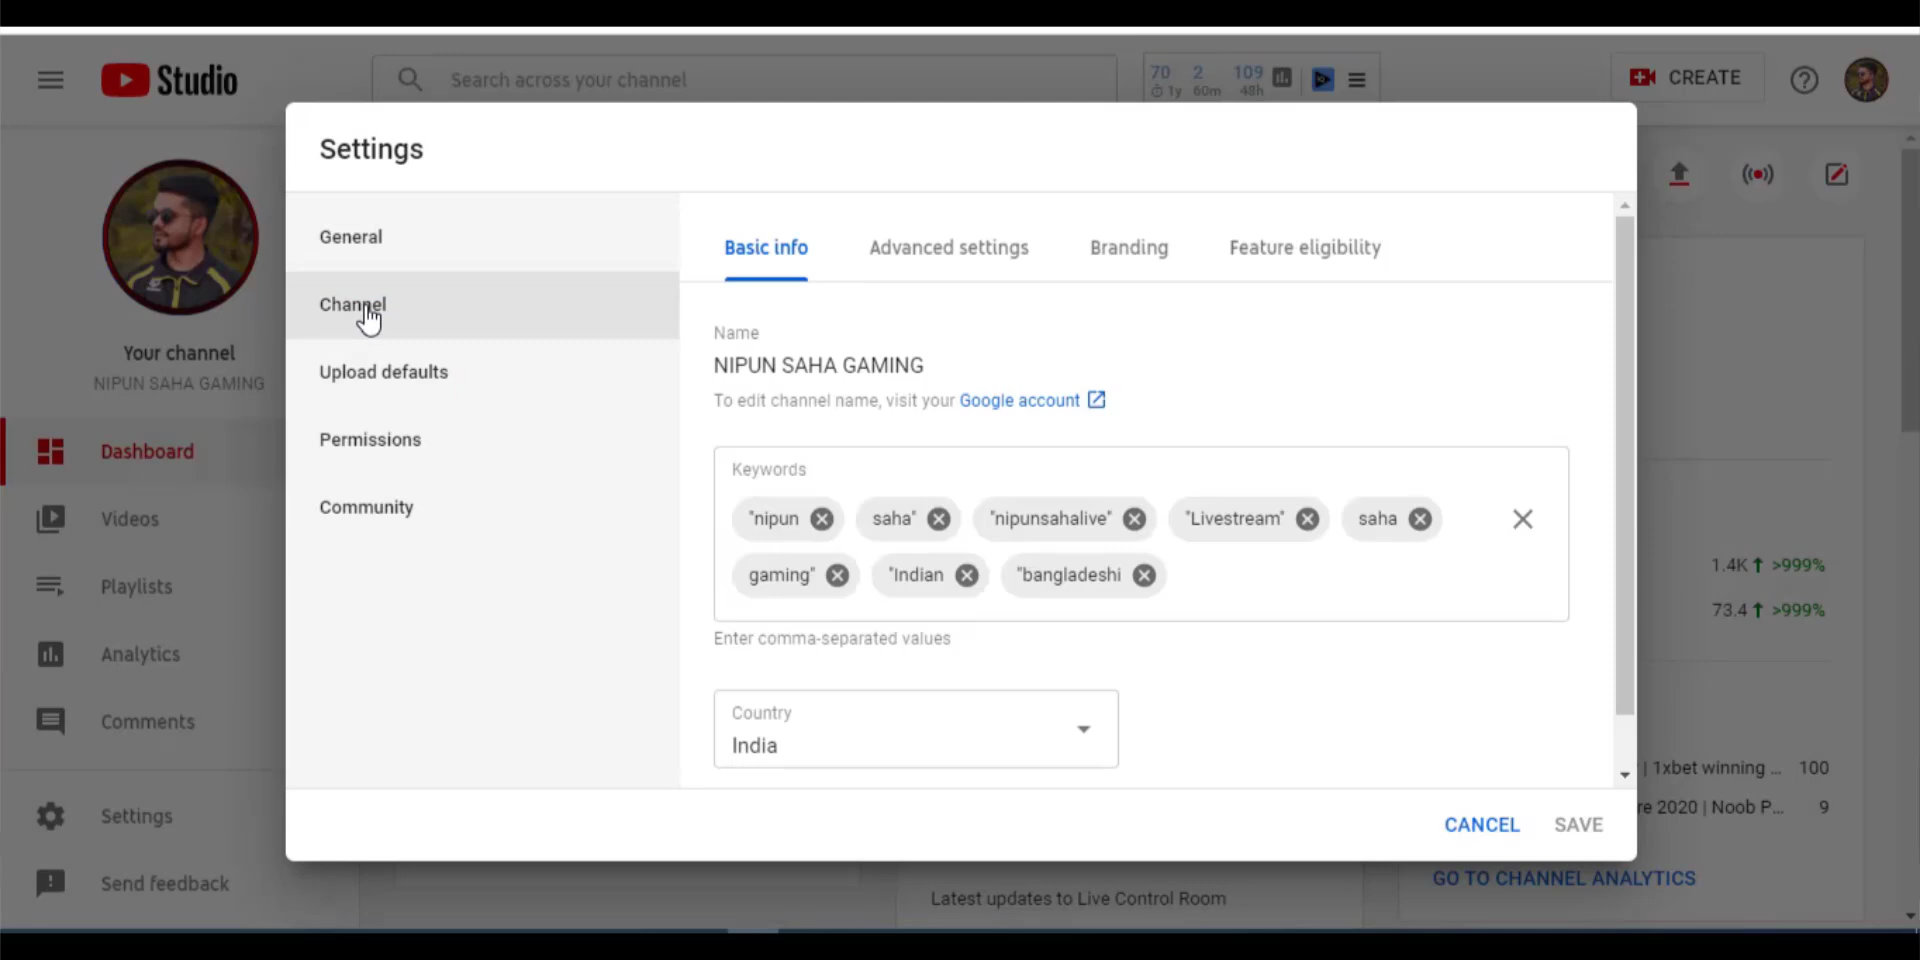 Studio
Search across your channel
70 2 109
1y 60m 48h
CREATE
Settings
Your channel
NIPUN SAHA GAMING
Dashboard
Videos
Playlists
Analytics
Comments
Settings
Send feedback
General
Channel
Upload defaults
Permissions
Community
Basic info Advanced settings Branding Feature eligibility
Name
NIPUN SAHA GAMING
To edit channel name, visit your Google account
Keywords
"nipun saha" "nipunsahalive" "Livestream" saha
gaming" "Indian "bangladeshi
Enter comma-separated values
Country
India
CANCEL SAVE
1.4K >999%
73.4 >999%
| 1xbet winning ... 100
re 2020 | Noob P... 9
GO TO CHANNEL ANALYTICS
Latest updates to Live Control Room